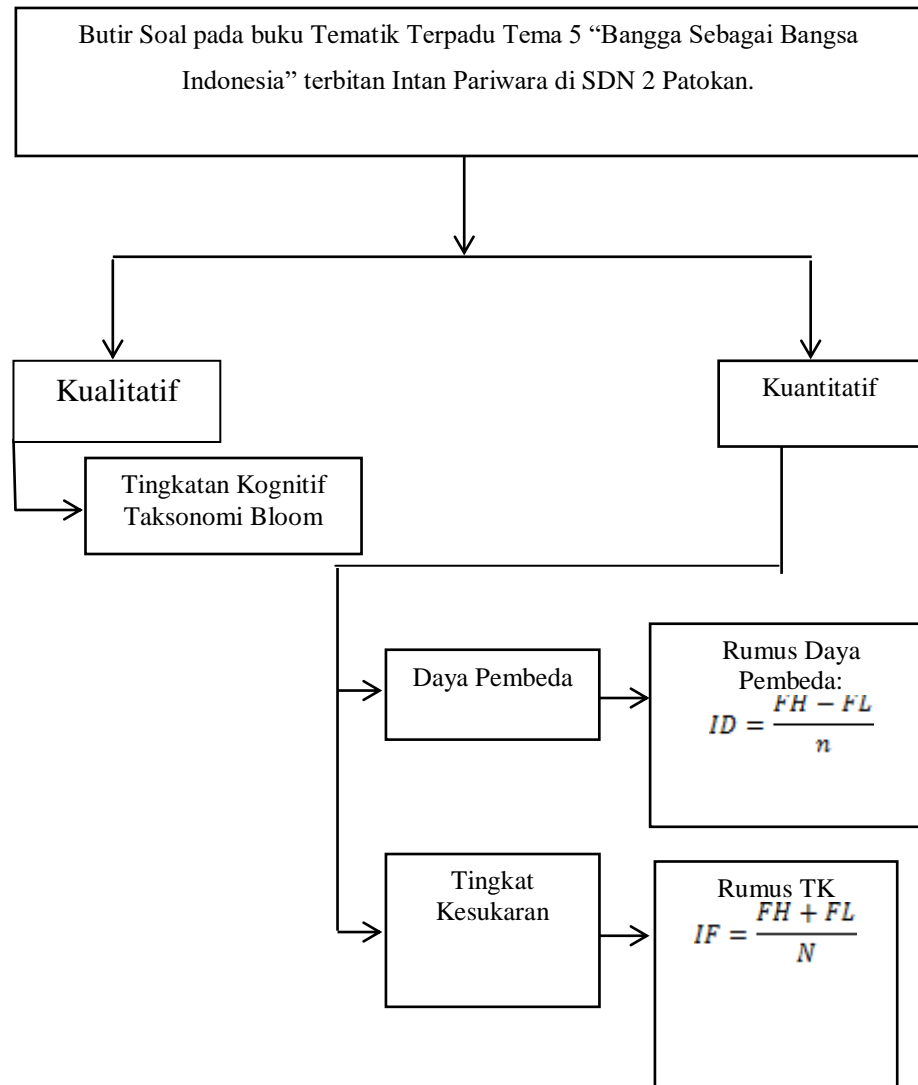 Butir Soal pada buku Tematik Terpadu Tema 5 “Bangga Sebagai Bangsa
Indonesia” terbitan Intan Pariwara di SDN 2 Patokan.
Kualitatif
Kuantitatif
Tingkatan Kognitif
Taksonomi Bloom
Daya Pembeda
Rumus Daya
Pembeda:
ID = \frac{FH − FL}{n}
Tingkat
Kesukaran
Rumus TK
IF = \frac{FH + FL}{N}